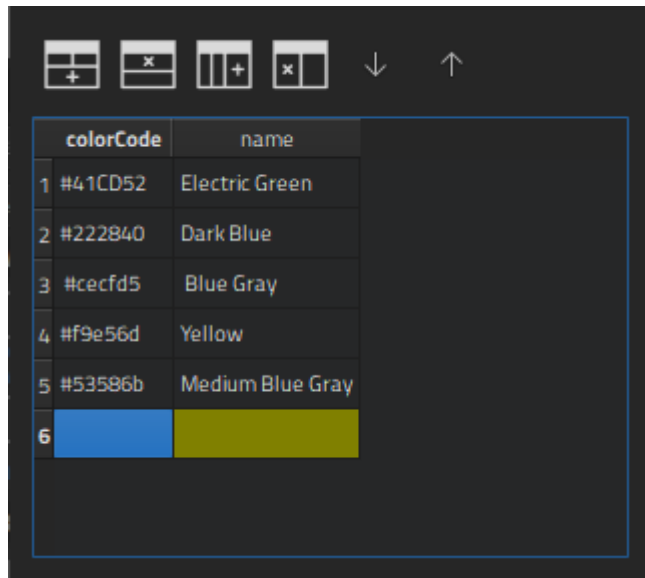 colorCode name
1 #41CD52 Electric Green
2 #222840 Dark Blue
3 #cecfd5 Blue Gray
4 #f9e56d Yellow
5 #53586b Medium Blue Gray
6